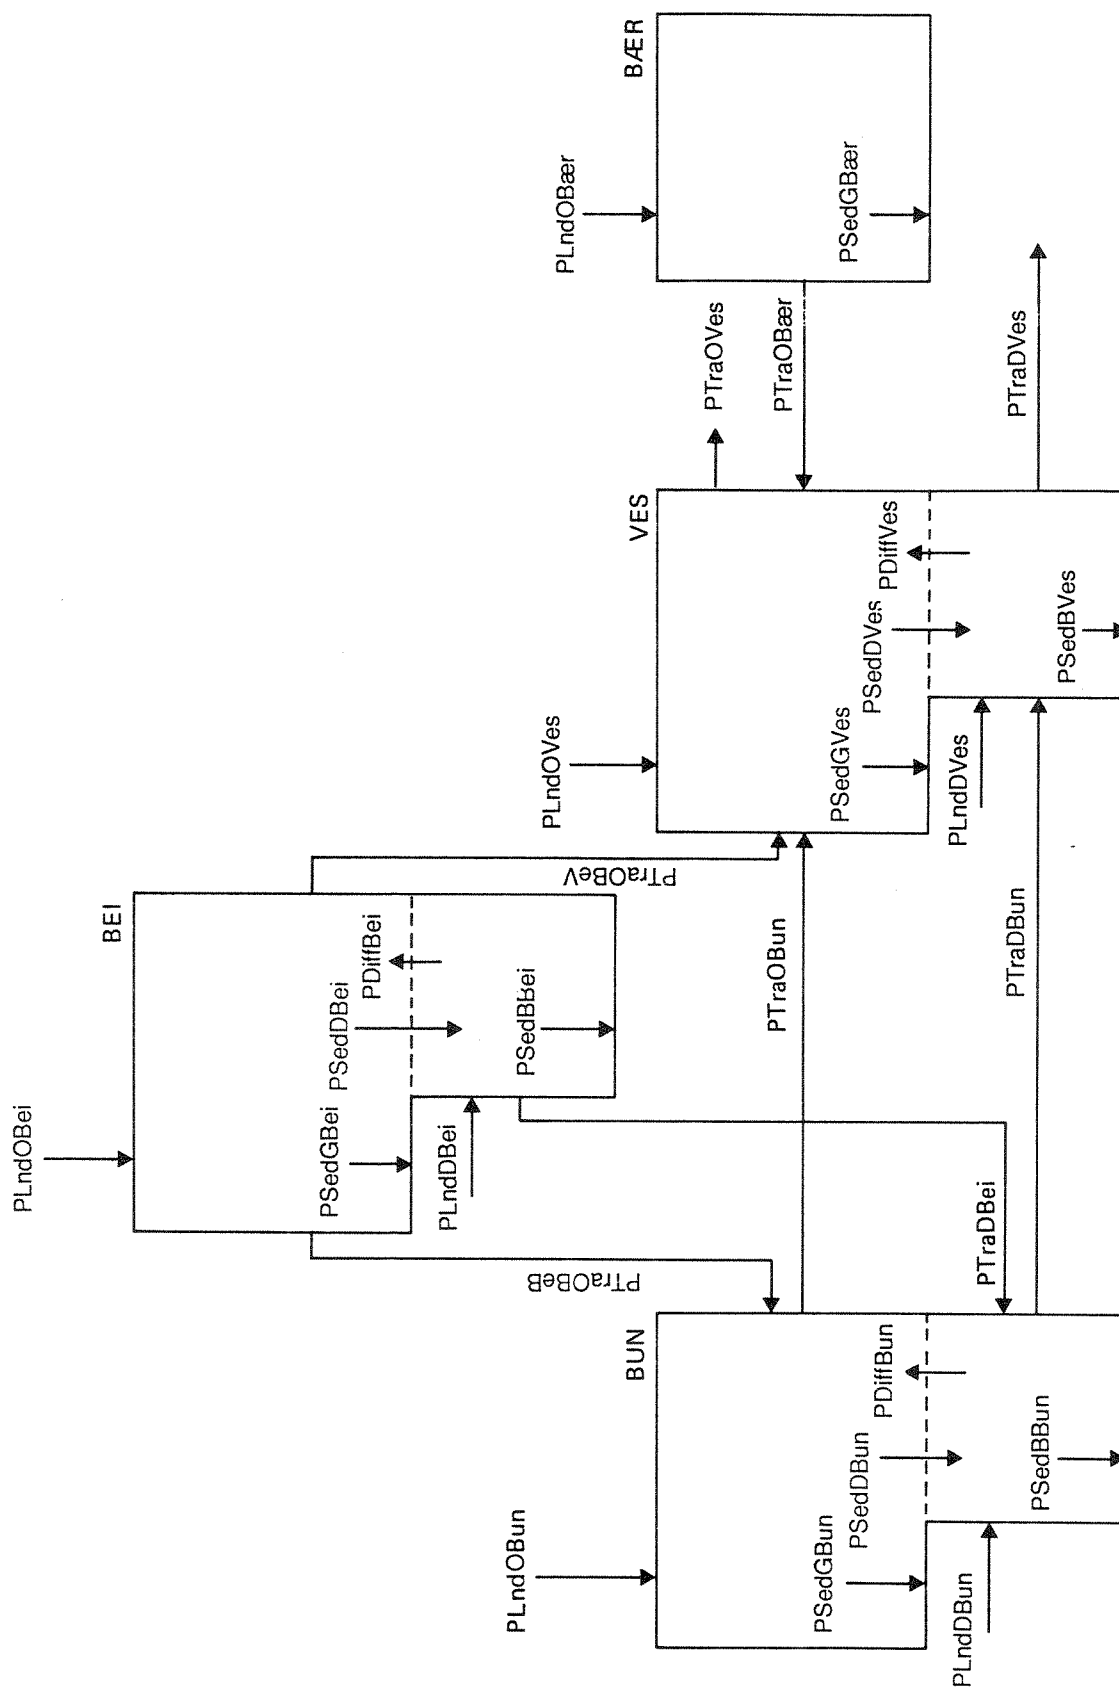 PLndOBei
BEI
PSedGBei
PSedDBei
PDiffBei
PLndDBei
PSedBBei
PTraOBeB
PTraOBeV
PLndOBun
BUN
PSedGBun
PSedDBun
PDiffBun
PLndDBun
PSedBBun
PTraDBei
PTraOBun
PTraDBun
PLndOVes
VES
PSedGVes
PSedDVes
PDiffVes
PLndDVes
PSedBVes
PTraOVes
PTraOBær
PTraDVes
PLndOBær
BÆR
PSedGBær